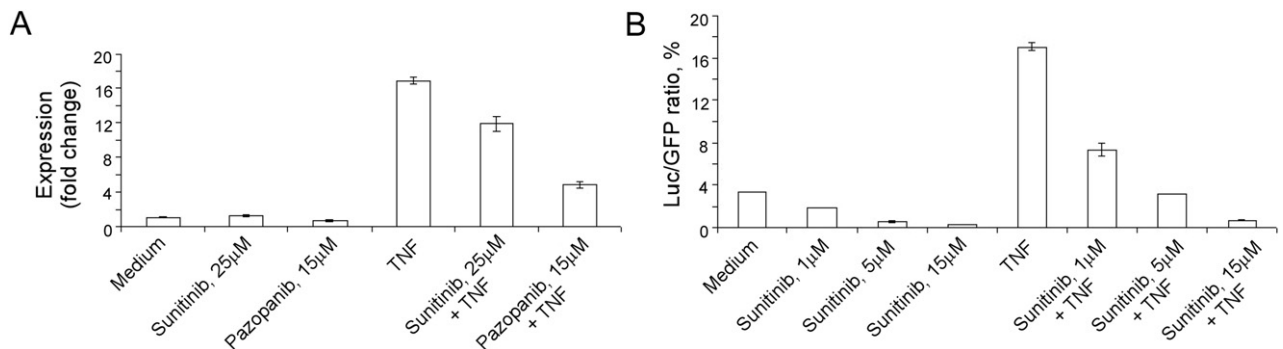 A
Expression
(fold change)
20
16
12
8
4
0
Medium
Sunitinib, 25µM
Pazopanib, 15µM
TNF
Sunitinib, 25µM
+ TNF
Pazopanib, 15µM
+ TNF
B
Luc/GFP ratio, %
20
16
12
8
4
0
Medium
Sunitinib, 1µM
Sunitinib, 5µM
Sunitinib, 15µM
TNF
Sunitinib, 1µM
+ TNF
Sunitinib, 5µM
+ TNF
Sunitinib, 15µM
+ TNF